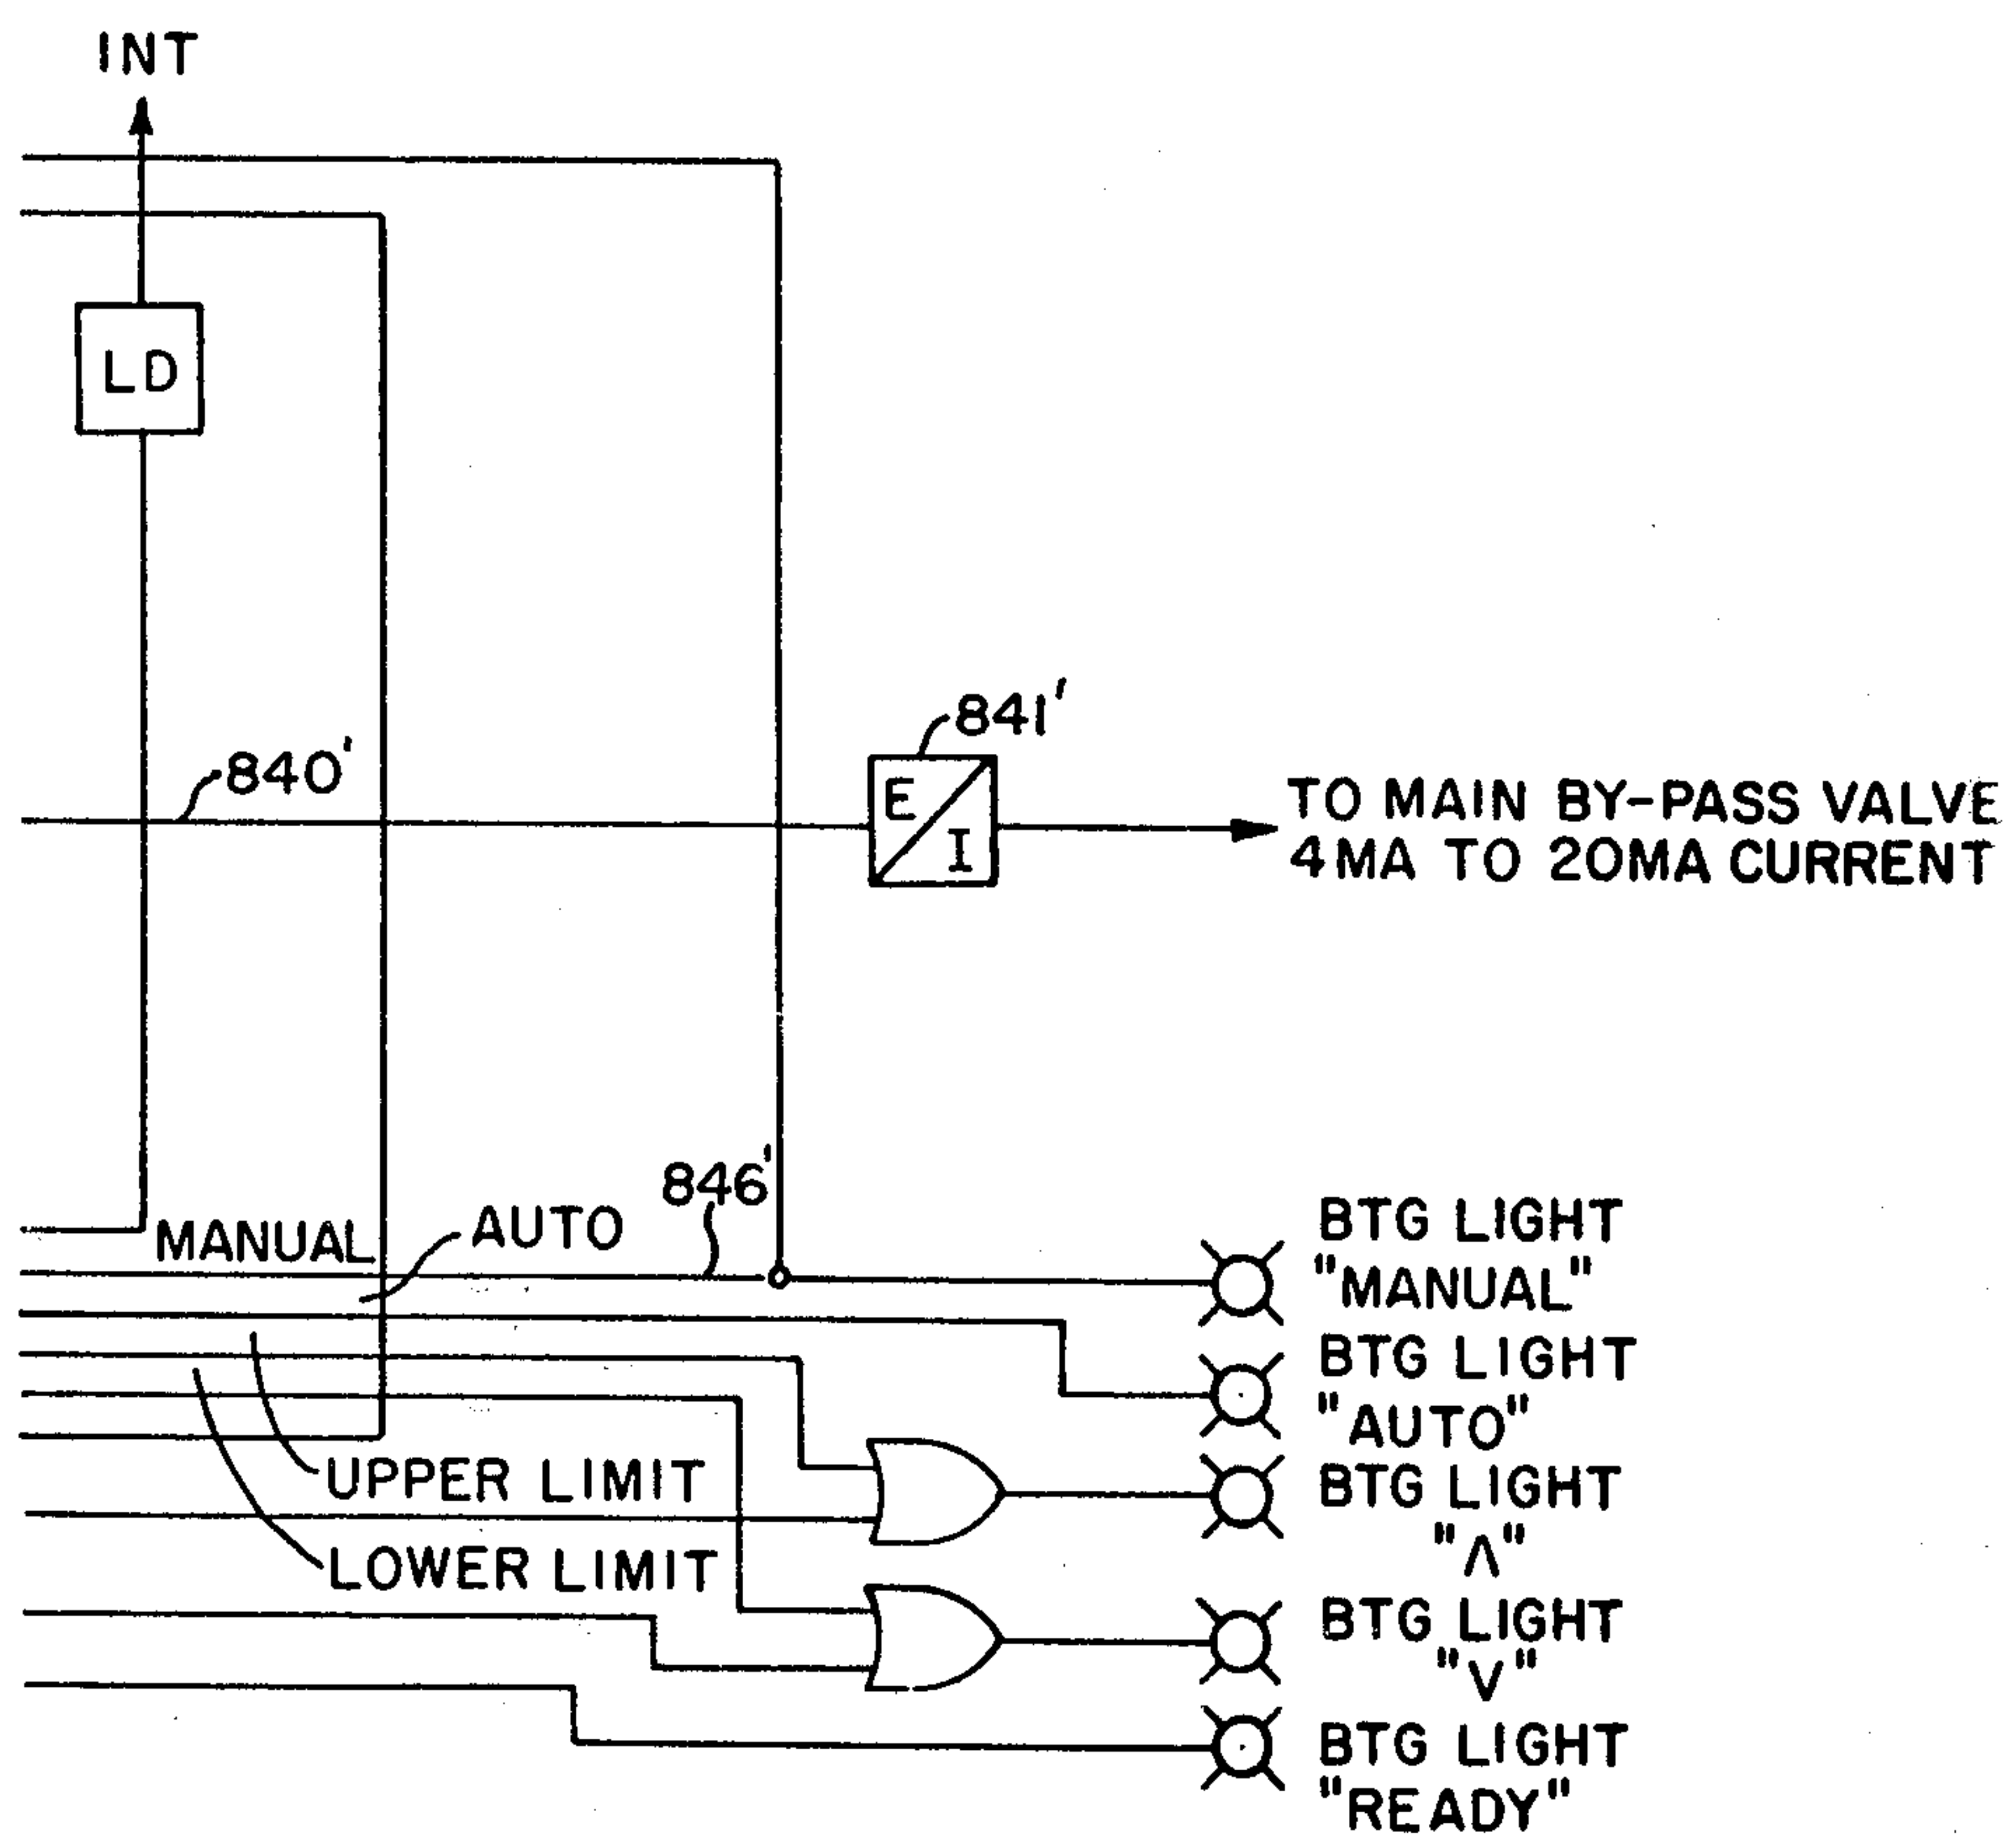 INT
LD
841'
840'
E
I
TO MAIN BY-PASS VALVE
4MA TO 20MA CURRENT
846'
MANUAL
AUTO
BTG LIGHT
"MANUAL"
BTG LIGHT
"AUTO"
UPPER LIMIT
BTG LIGHT
"Λ"
LOWER LIMIT
BTG LIGHT
"V"
BTG LIGHT
"READY"